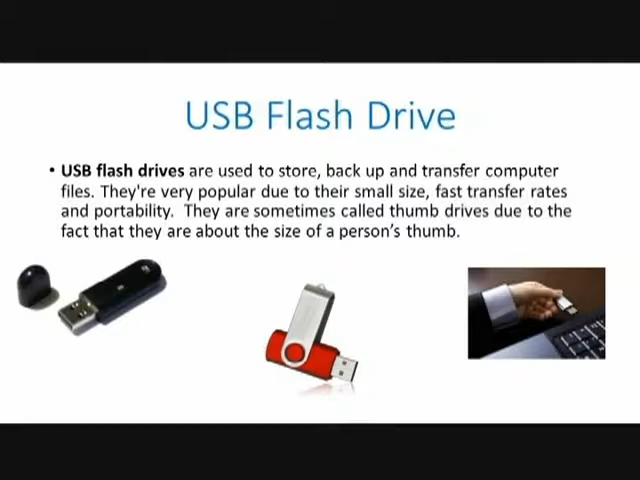 USB Flash Drive
• USB flash drives are used to store, back up and transfer computer
files. They're very popular due to their small size, fast transfer rates
and portability.  They are sometimes called thumb drives due to the
fact that they are about the size of a person's thumb.